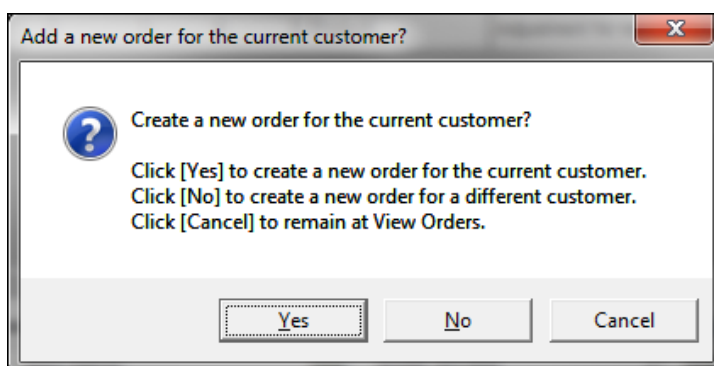 Add a new order for the current customer?
Create a new order for the current customer?
Click [Yes] to create a new order for the current customer.
Click [No] to create a new order for a different customer.
Click [Cancel] to remain at View Orders.
Yes
No
Cancel